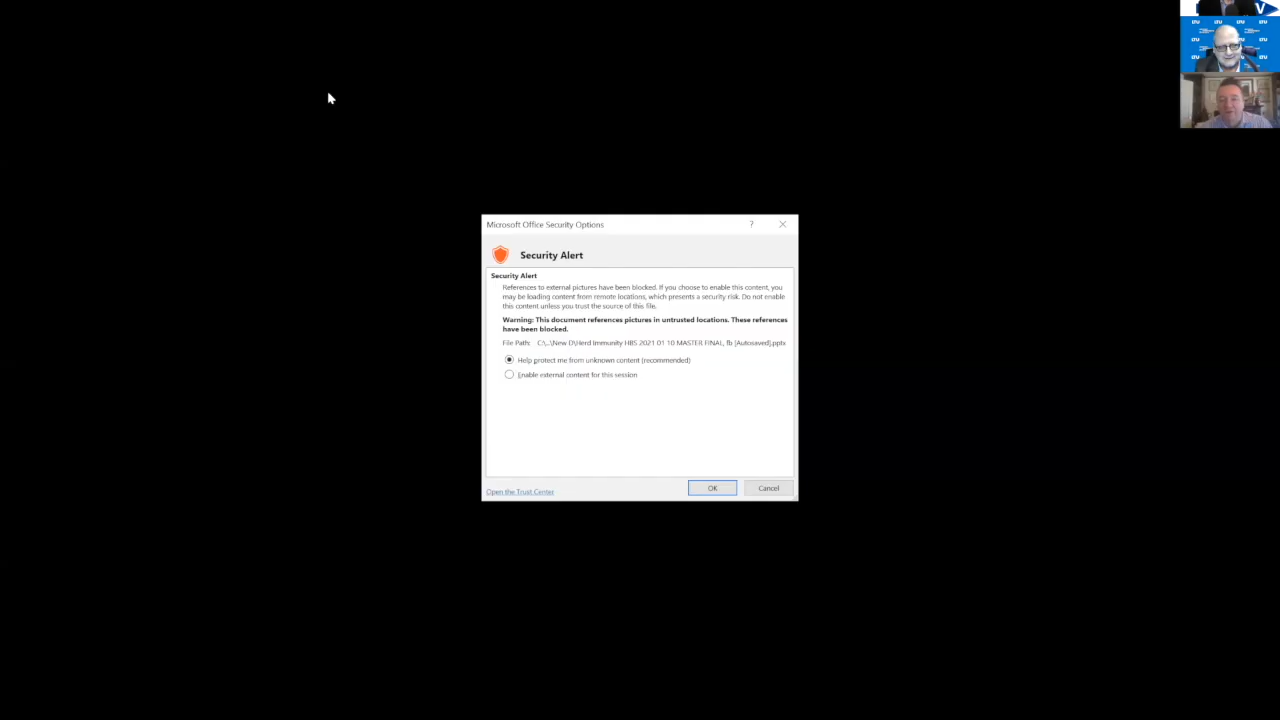 Microsoft Office Security Options
Security Alert
Security Alert
References to external pictures have been blocked. If you choose to enable this content, you
may be loading content from remote locations, which presents a security risk. Do not enable
this content unless you trust the source of this file.
Warning: This document references pictures in untrusted locations. These references
have been blocked.
File Path: C:\...\New D\Herd Immunity HBS 2021 01 10 MASTER FINAL, fb [Autosaved].pptx
Help protect me from unknown content (recommended)
Enable external content for this session
Open the Trust Center
OK
Cancel